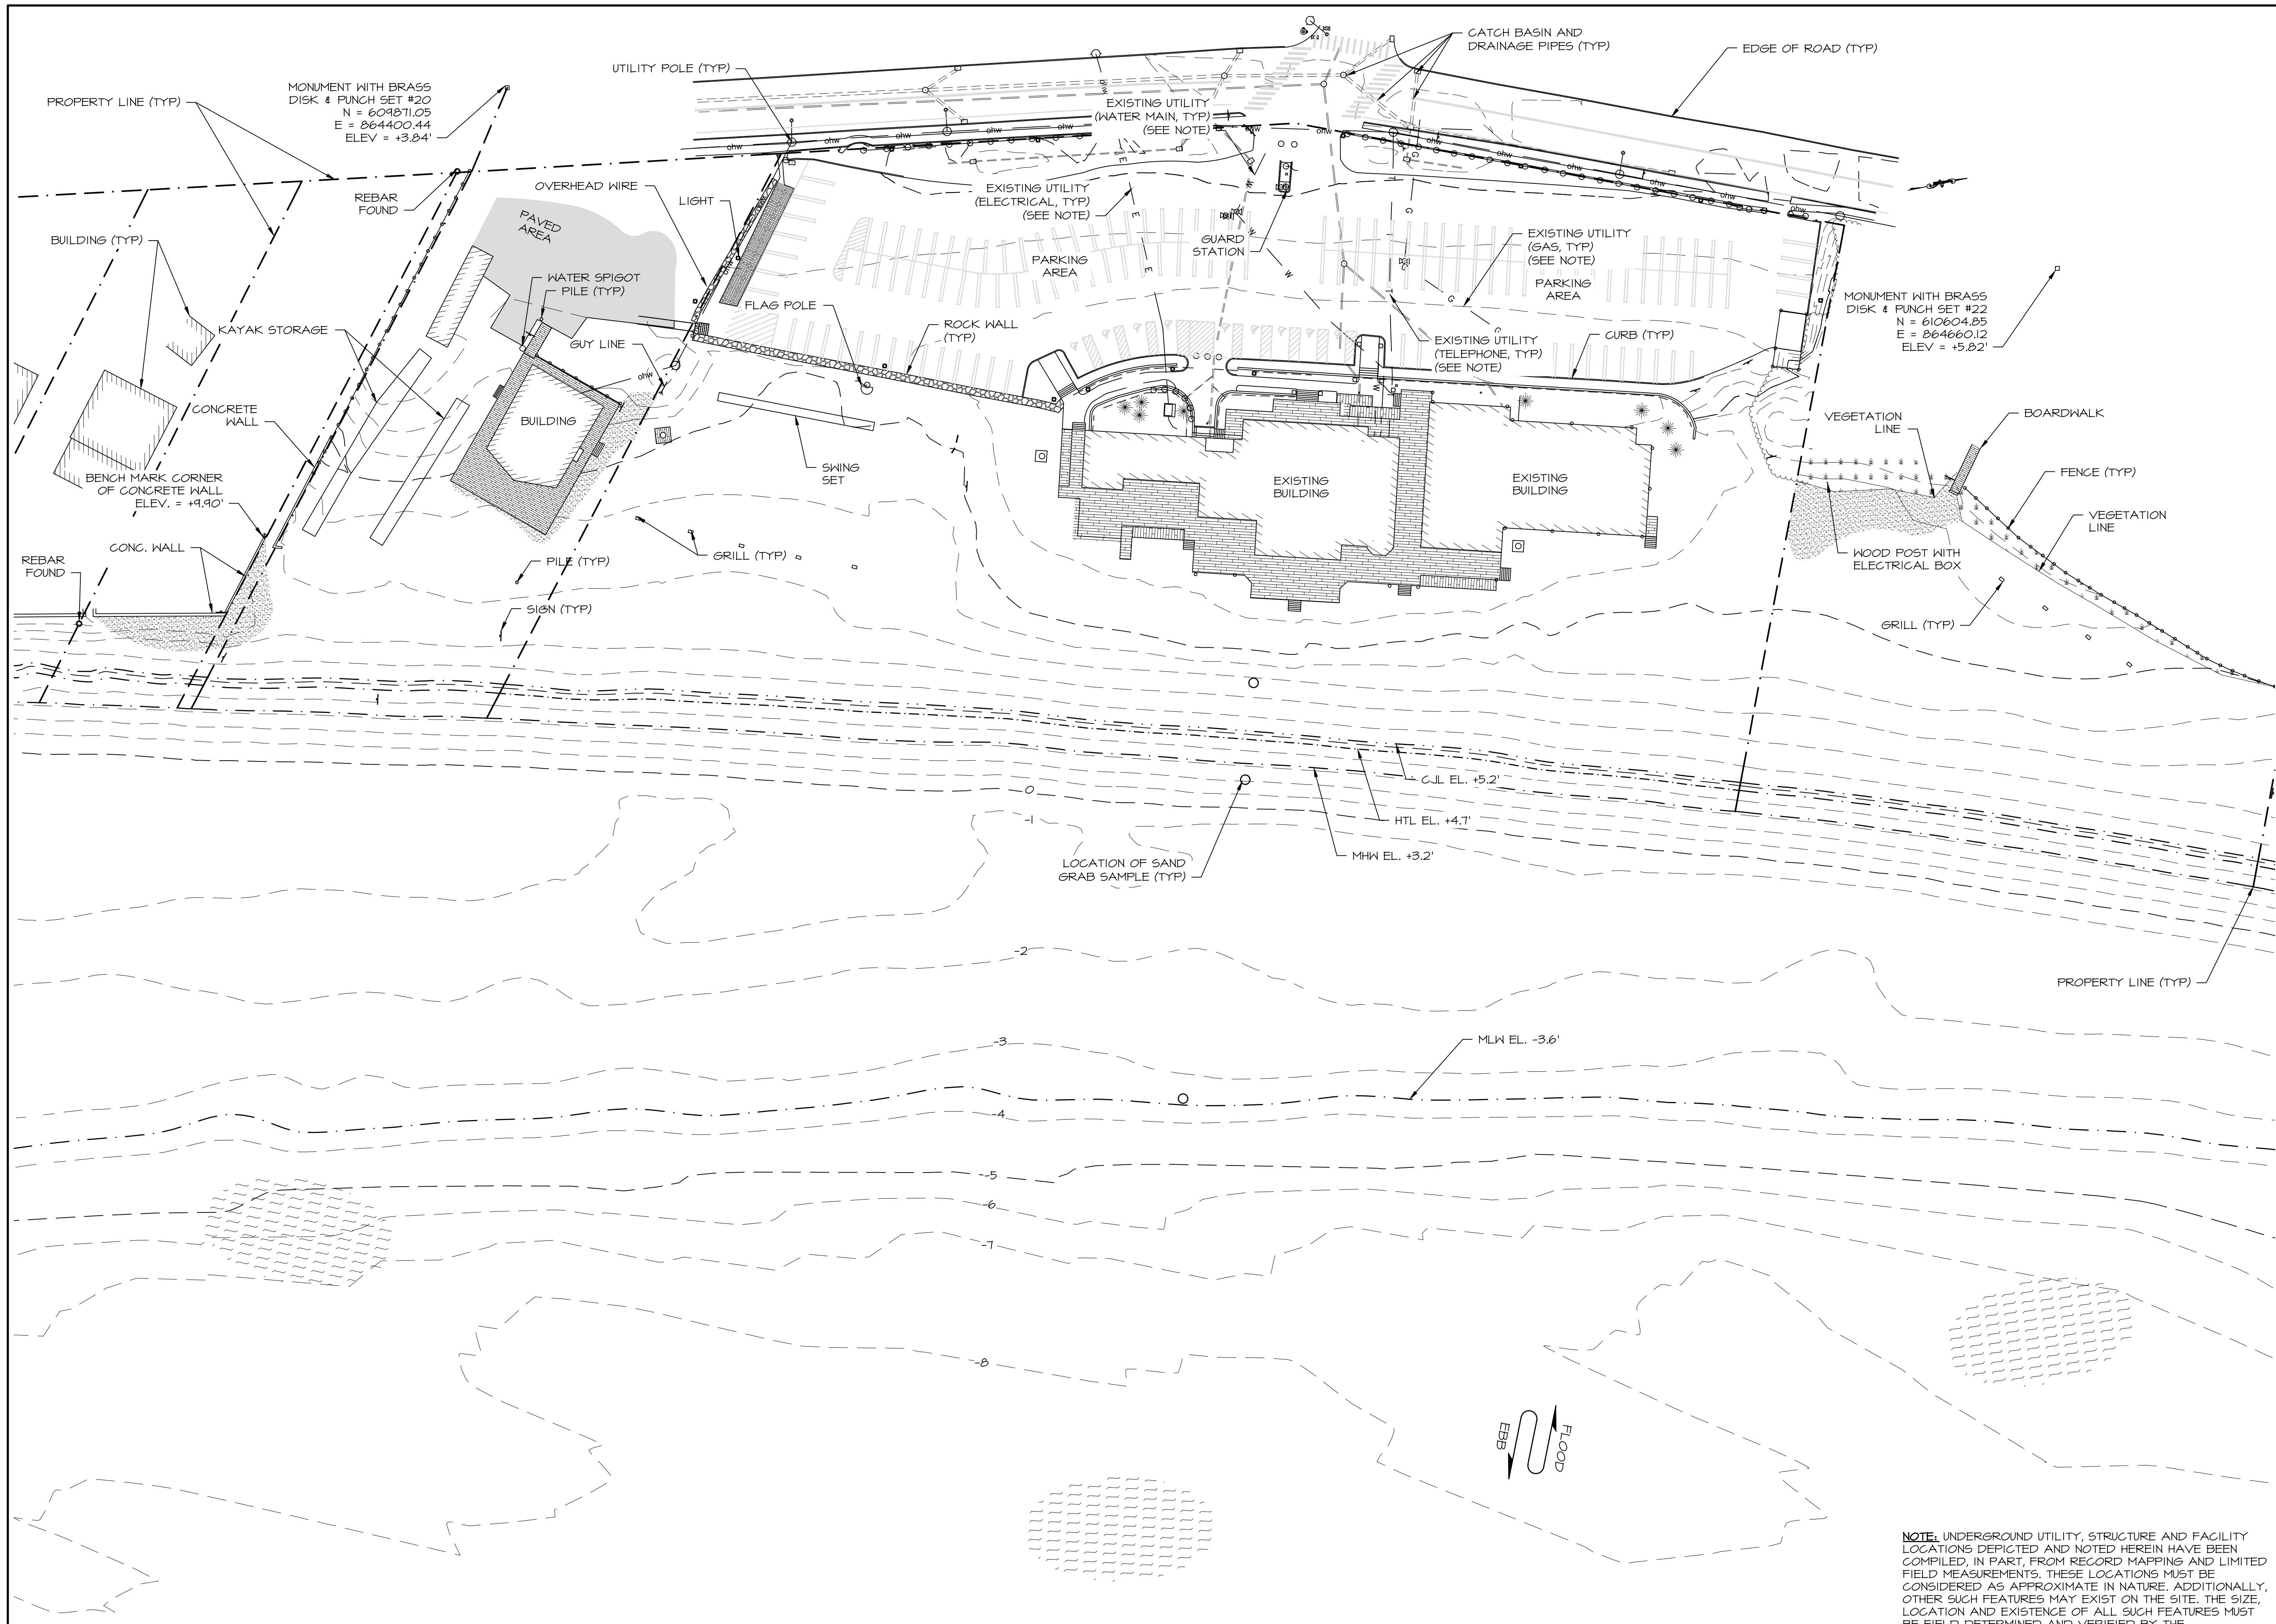 CATCH BASIN AND
DRAINAGE PIPES (TYP)
EDGE OF ROAD (TYP)
UTILITY POLE (TYP)
MONUMENT WITH BRASS
DISK & PUNCH SET #20
N = 609871.05
E = 864400.44
ELEV = +3.84'
PROPERTY LINE (TYP)
EXISTING UTILITY
(WATER MAIN, TYP)
(SEE NOTE)
REBAR
FOUND
OVERHEAD WIRE
LIGHT
EXISTING UTILITY
(ELECTRICAL, TYP)
(SEE NOTE)
PAVED
AREA
BUILDING (TYP)
GUARD
STATION
EXISTING UTILITY
(GAS, TYP)
(SEE NOTE)
PARKING
AREA
PARKING
AREA
WATER SPIGOT
PILE (TYP)
MONUMENT WITH BRASS
DISK & PUNCH SET #22
N = 610604.85
E = 864660.12
ELEV = +5.82'
FLAG POLE
KAYAK STORAGE
ROCK WALL
(TYP)
GUY LINE
EXISTING UTILITY
(TELEPHONE, TYP)
(SEE NOTE)
CURB (TYP)
CONCRETE
WALL
BUILDING
VEGETATION
LINE
BOARDWALK
SWING
SET
FENCE (TYP)
BENCH MARK CORNER
OF CONCRETE WALL
ELEV. = +9.90'
EXISTING
BUILDING
EXISTING
BUILDING
VEGETATION
LINE
CONC. WALL
GRILL (TYP)
PILE (TYP)
WOOD POST WITH
ELECTRICAL BOX
REBAR
FOUND
SIGN (TYP)
GRILL (TYP)
CJL EL. +5.2'
0
-1
HTL EL. +4.7'
MHW EL. +3.2'
LOCATION OF SAND
GRAB SAMPLE (TYP)
-2
PROPERTY LINE (TYP)
-3
MLW EL. -3.6'
-4
-5
-6
-7
-8
EBB
FLOOD
NOTE: UNDERGROUND UTILITY, STRUCTURE AND FACILITY
LOCATIONS DEPICTED AND NOTED HEREIN HAVE BEEN
COMPILED, IN PART, FROM RECORD MAPPING AND LIMITED
FIELD MEASUREMENTS. THESE LOCATIONS MUST BE
CONSIDERED AS APPROXIMATE IN NATURE. ADDITIONALLY,
OTHER SUCH FEATURES MAY EXIST ON THE SITE. THE SIZE,
LOCATION AND EXISTENCE OF ALL SUCH FEATURES MUST
BE FIELD DETERMINED AND VERIFIED BY THE